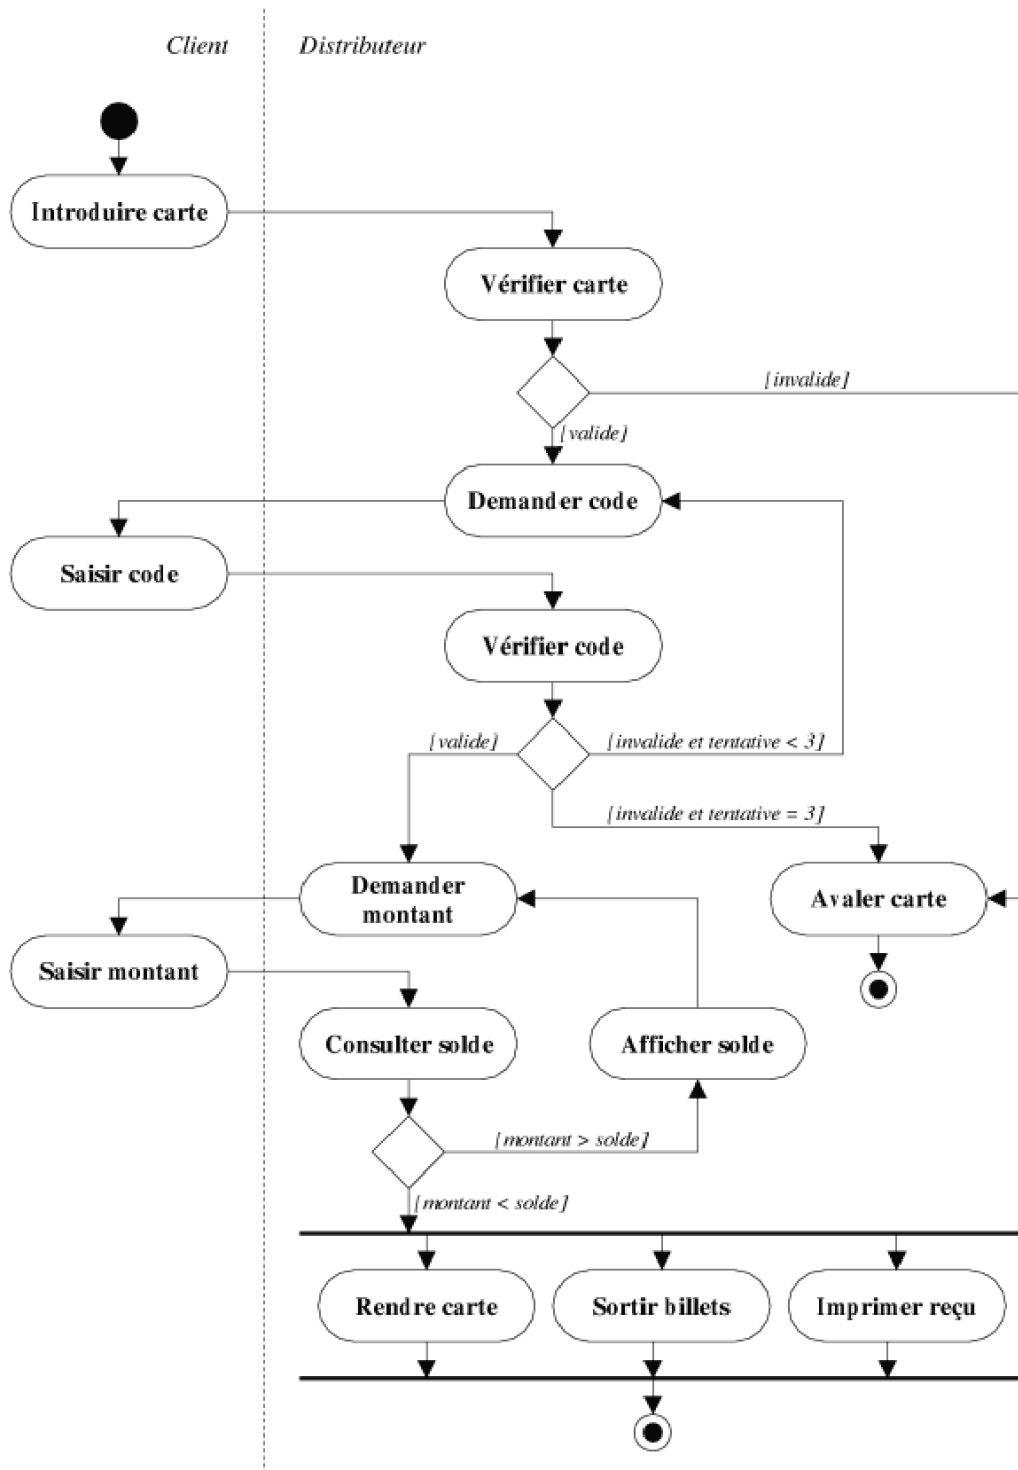 Client
Distributeur
Introduire carte
Vérifier carte
[invalide]
[valide]
Demander code
Saisir code
Vérifier code
[valide]
[invalide et tentative < 3]
[invalide et tentative = 3]
Demander
montant
Avaler carte
Saisir montant
Consulter solde
Afficher solde
[montant > solde]
[montant < solde]
Rendre carte
Sortir billets
Imprimer reçu